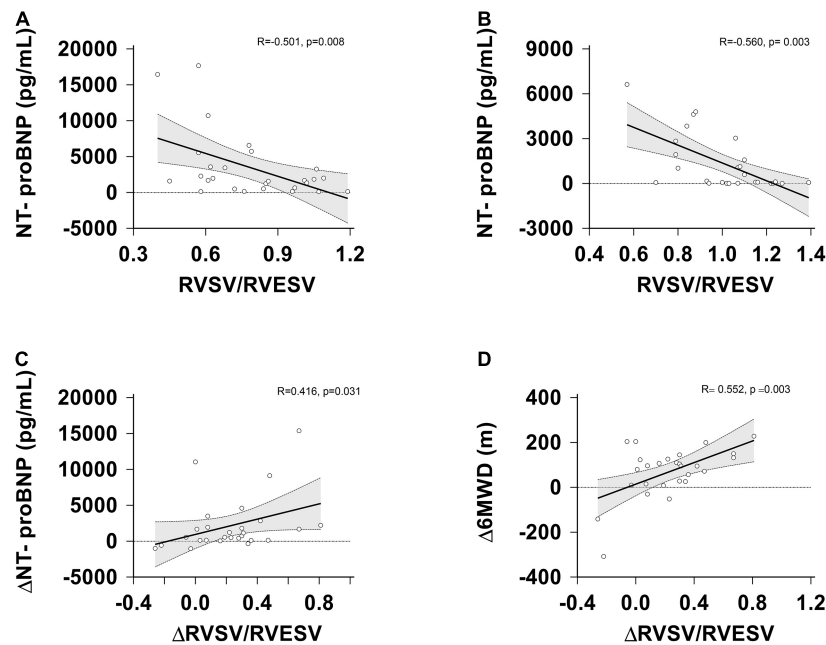 A
NT- proBNP (pg/mL)
R=-0.501, p=0.008
20000
15000
10000
5000
0
-5000
0.3 0.6 0.9 1.2
RVSV/RVESV
B
NT- proBNP (pg/mL)
R=-0.560, p= 0.003
9000
6000
3000
0
-3000
0.4 0.6 0.8 1.0 1.2 1.4
RVSV/RVESV
C
ΔNT- proBNP (pg/mL)
R=0.416, p=0.031
20000
15000
10000
5000
0
-5000
-0.4 0.0 0.4 0.8
ΔRVSV/RVESV
D
Δ6MWD (m)
R= 0.552, p =0.003
400
200
0
-200
-400
-0.4 0.0 0.4 0.8 1.2
ΔRVSV/RVESV